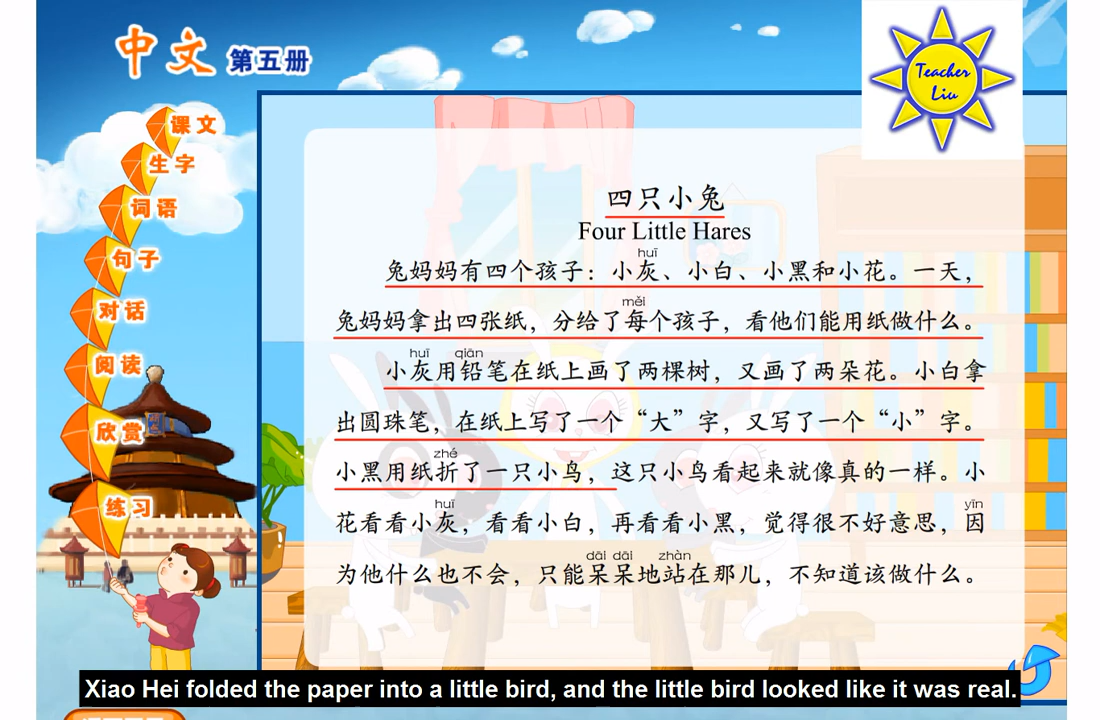 中文 第五册
Teacher
Liu
课文
生字
词语
句子
对话
阅读
欣赏
练习
四只小兔
Four Little Hares
huī
兔妈妈有四个孩子：小灰、小白、小黑和小花。一天，
měi
兔妈妈拿出四张纸，分给了每个孩子，看他们能用纸做什么。
huī qiān
小灰用铅笔在纸上画了两棵树，又画了两朵花。小白拿
出圆珠笔，在纸上写了一个“大”字，又写了一个“小”字。
zhé
小黑用纸折了一只小鸟，这只小鸟看起来就像真的一样。小
huī yīn
花看看小灰，看看小白，再看看小黑，觉得很不好意思，因
dāi dāi zhàn
为他什么也不会，只能呆呆地站在那儿，不知道该做什么。
Xiao Hei folded the paper into a little bird, and the little bird looked like it was real.